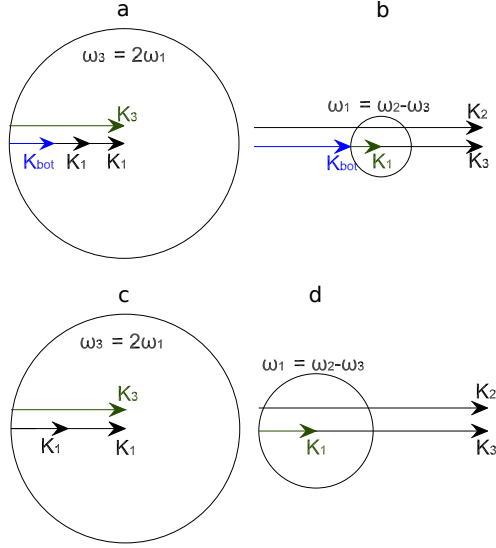 a
b
ω₃ = 2ω₁
ω₁ = ω₂-ω₃
K₃
K₂
Kbot
K₁
K₁
Kbot
K₁
K₃
c
d
ω₃ = 2ω₁
ω₁ = ω₂-ω₃
K₃
K₂
K₁
K₁
K₁
K₃